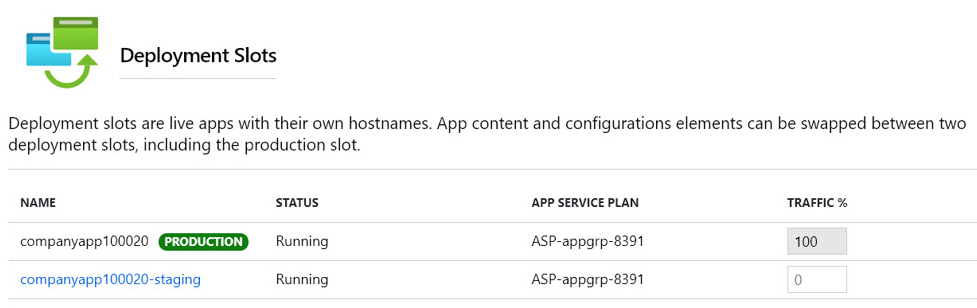 Deployment Slots
Deployment slots are live apps with their own hostnames. App content and configurations elements can be swapped between two
deployment slots, including the production slot.
NAME STATUS APP SERVICE PLAN TRAFFIC %
companyapp100020 PRODUCTION Running ASP-appgrp-8391 100
companyapp100020-staging Running ASP-appgrp-8391 0